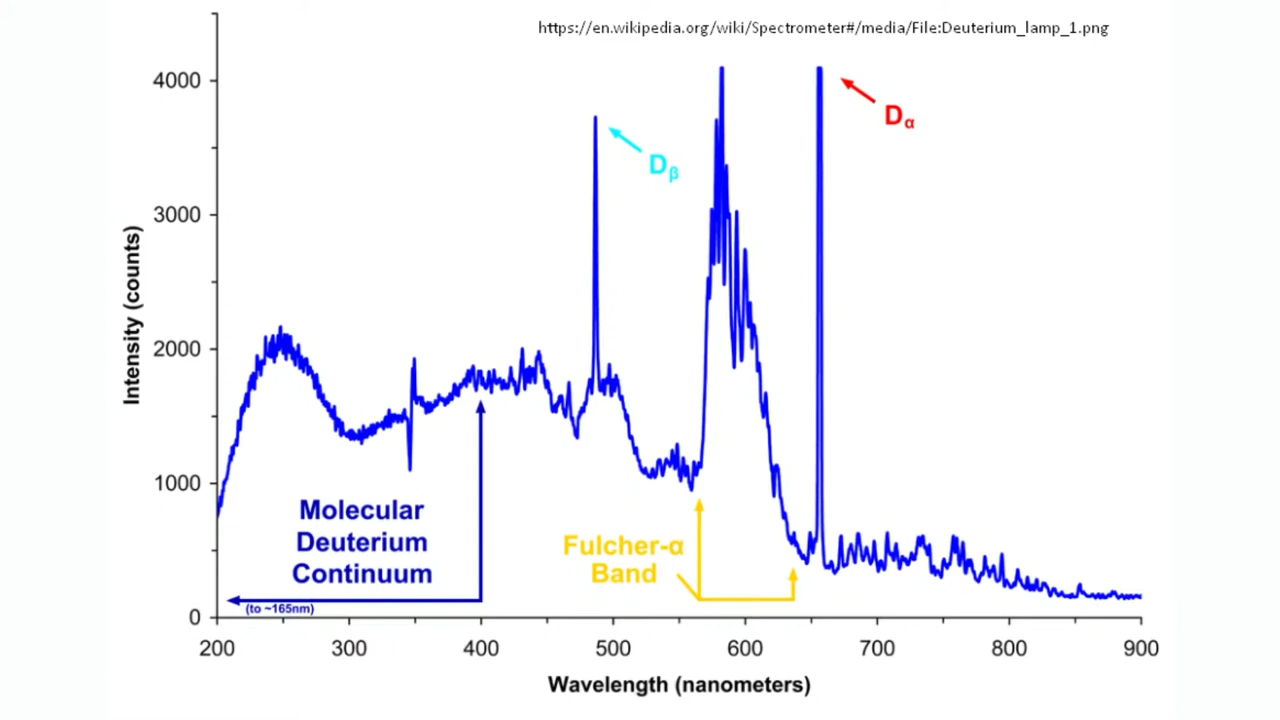 https://en.wikipedia.org/wiki/Spectrometer#/media/File:Deuterium_lamp_1.png
4000
3000
2000
1000
0
Intensity (counts)
Dβ
Dα
Molecular
Deuterium
Continuum
(to ~165nm)
Fulcher-α
Band
200 300 400 500 600 700 800 900
Wavelength (nanometers)